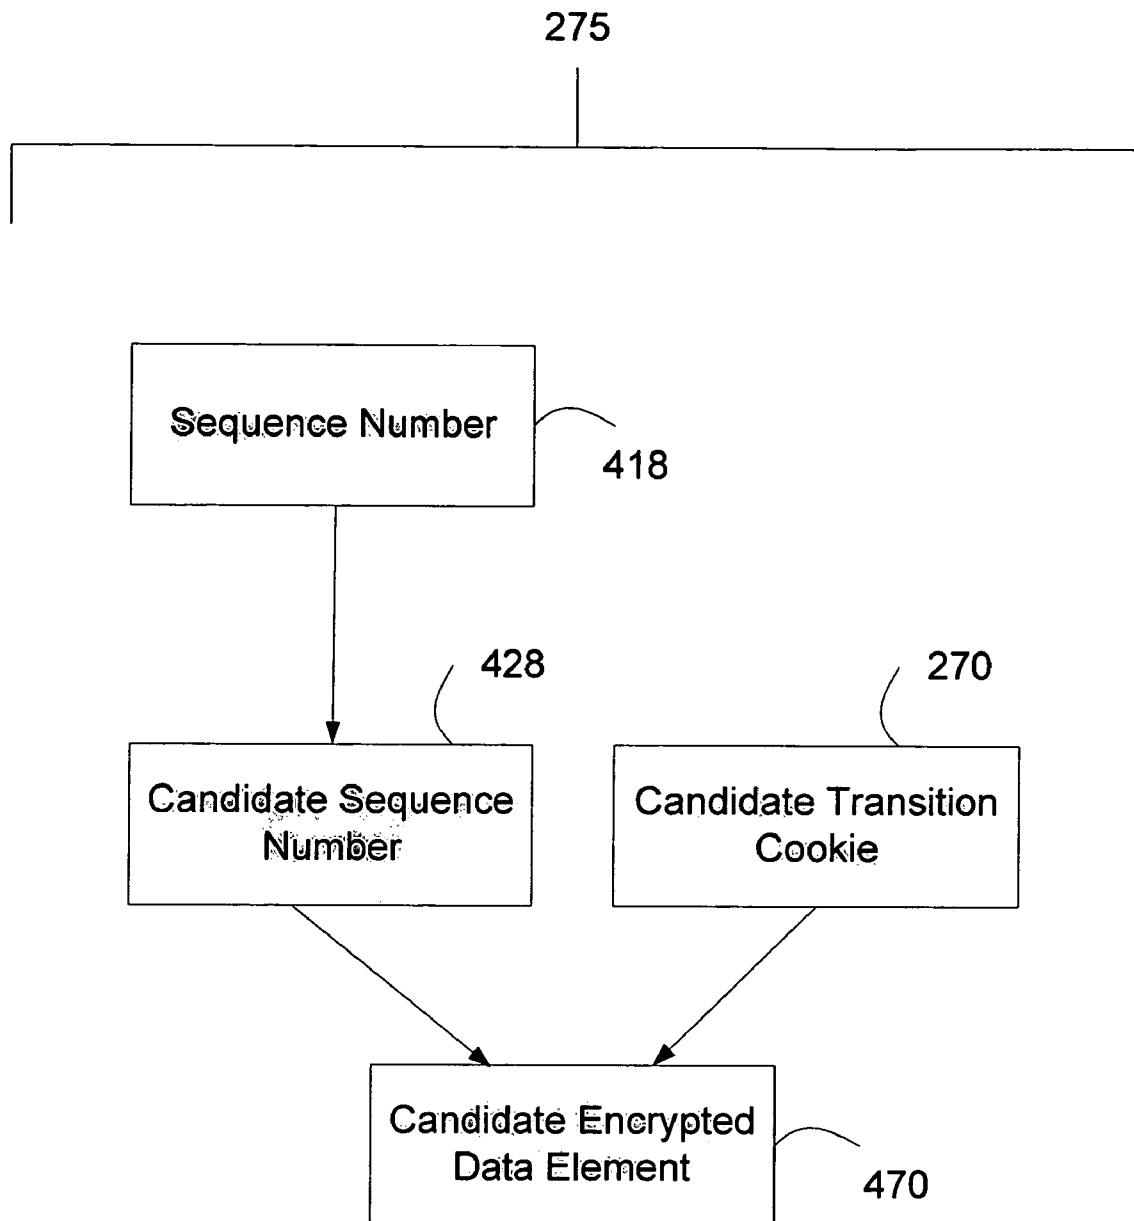 275
Sequence Number
418
428
270
Candidate Sequence
Number
Candidate Transition
Cookie
Candidate Encrypted
Data Element
470